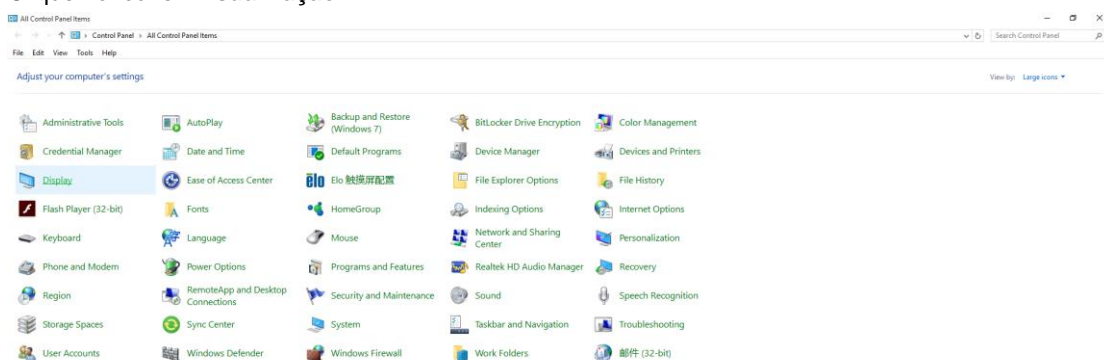 All Control Panel Items
Control Panel > All Control Panel Items
Search Control Panel
File Edit View Tools Help
Adjust your computer's settings
View by: Large icons
Administrative Tools
AutoPlay
Backup and Restore
(Windows 7)
BitLocker Drive Encryption
Color Management
Credential Manager
Date and Time
Default Programs
Device Manager
Devices and Printers
Display
Ease of Access Center
elo
Elo 触摸屏配置
File Explorer Options
File History
Flash Player (32-bit)
Fonts
HomeGroup
Indexing Options
Internet Options
Keyboard
Language
Mouse
Network and Sharing
Center
Personalization
Phone and Modem
Power Options
Programs and Features
Realtek HD Audio Manager
Recovery
Region
RemoteApp and Desktop
Connections
Security and Maintenance
Sound
Speech Recognition
Storage Spaces
Sync Center
System
Taskbar and Navigation
Troubleshooting
User Accounts
Windows Defender
Windows Firewall
Work Folders
邮件 (32-bit)